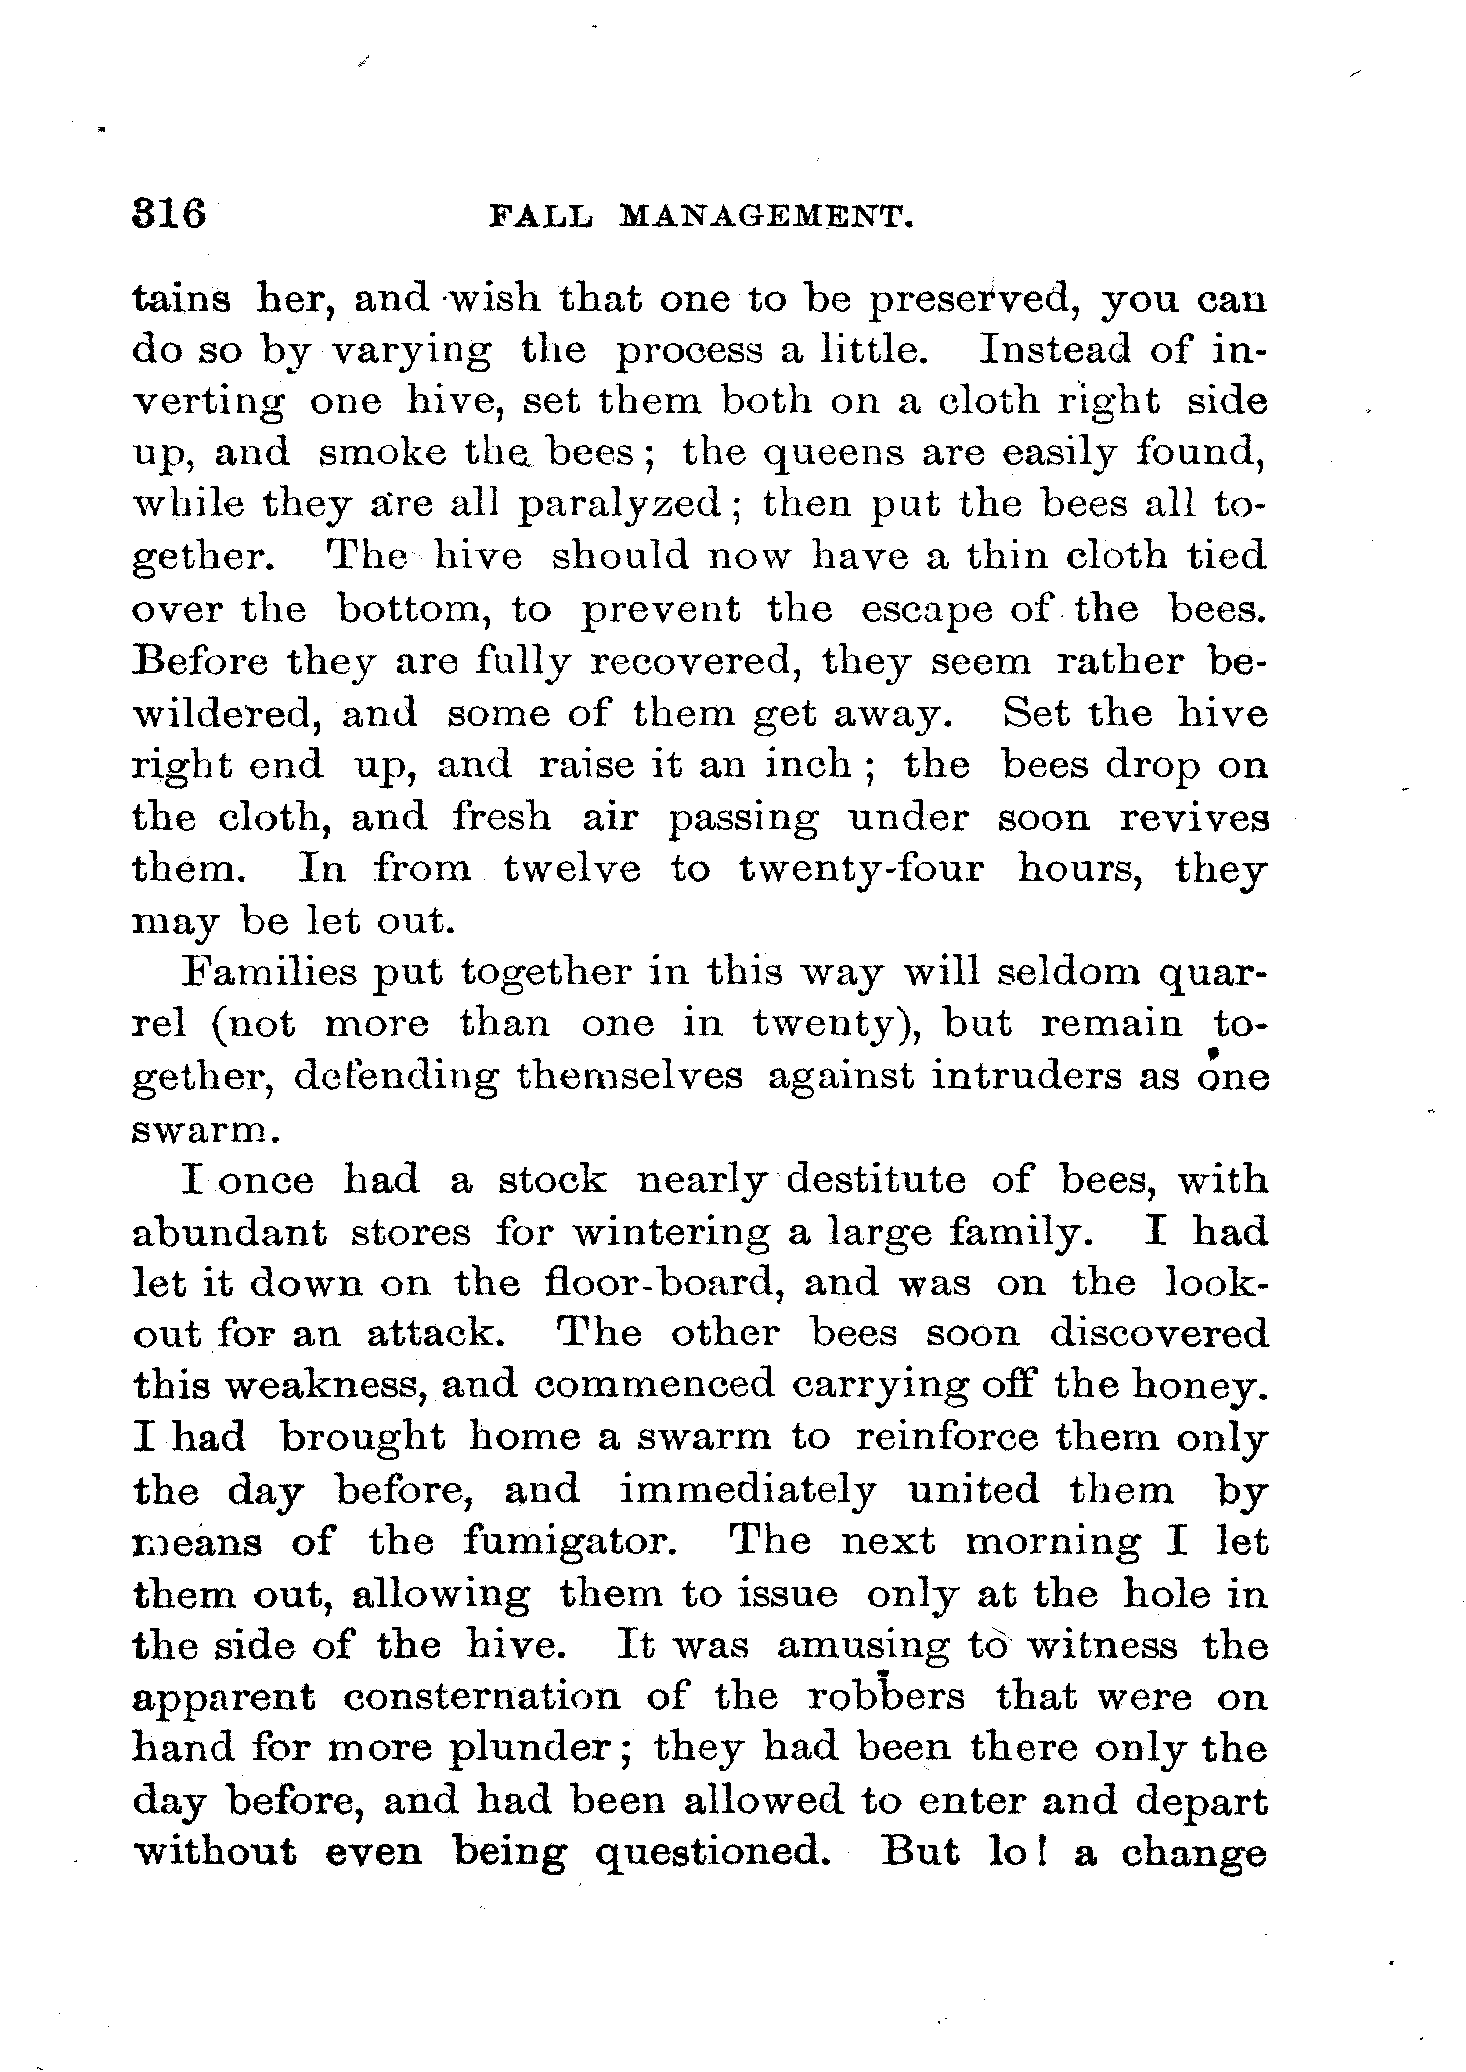 316 FALL MANAGEMENT.
tains her, and wish that one to be preserved, you can
do so by varying the process a little. Instead of in-
verting one hive, set them both on a cloth right side
up, and smoke the bees; the queens are easily found,
while they are all paralyzed; then put the bees all to-
gether. The hive should now have a thin cloth tied
over the bottom, to prevent the escape of the bees.
Before they are fully recovered, they seem rather be-
wildered, and some of them get away. Set the hive
right end up, and raise it an inch; the bees drop on
the cloth, and fresh air passing under soon revives
them. In from twelve to twenty-four hours, they
may be let out.
Families put together in this way will seldom quar-
rel (not more than one in twenty), but remain to-
gether, defending themselves against intruders as one
swarm.
I once had a stock nearly destitute of bees, with
abundant stores for wintering a large family. I had
let it down on the floor-board, and was on the look-
out for an attack. The other bees soon discovered
this weakness, and commenced carrying off the honey.
I had brought home a swarm to reinforce them only
the day before, and immediately united them by
means of the fumigator. The next morning I let
them out, allowing them to issue only at the hole in
the side of the hive. It was amusing to witness the
apparent consternation of the robbers that were on
hand for more plunder; they had been there only the
day before, and had been allowed to enter and depart
without even being questioned. But lo! a change